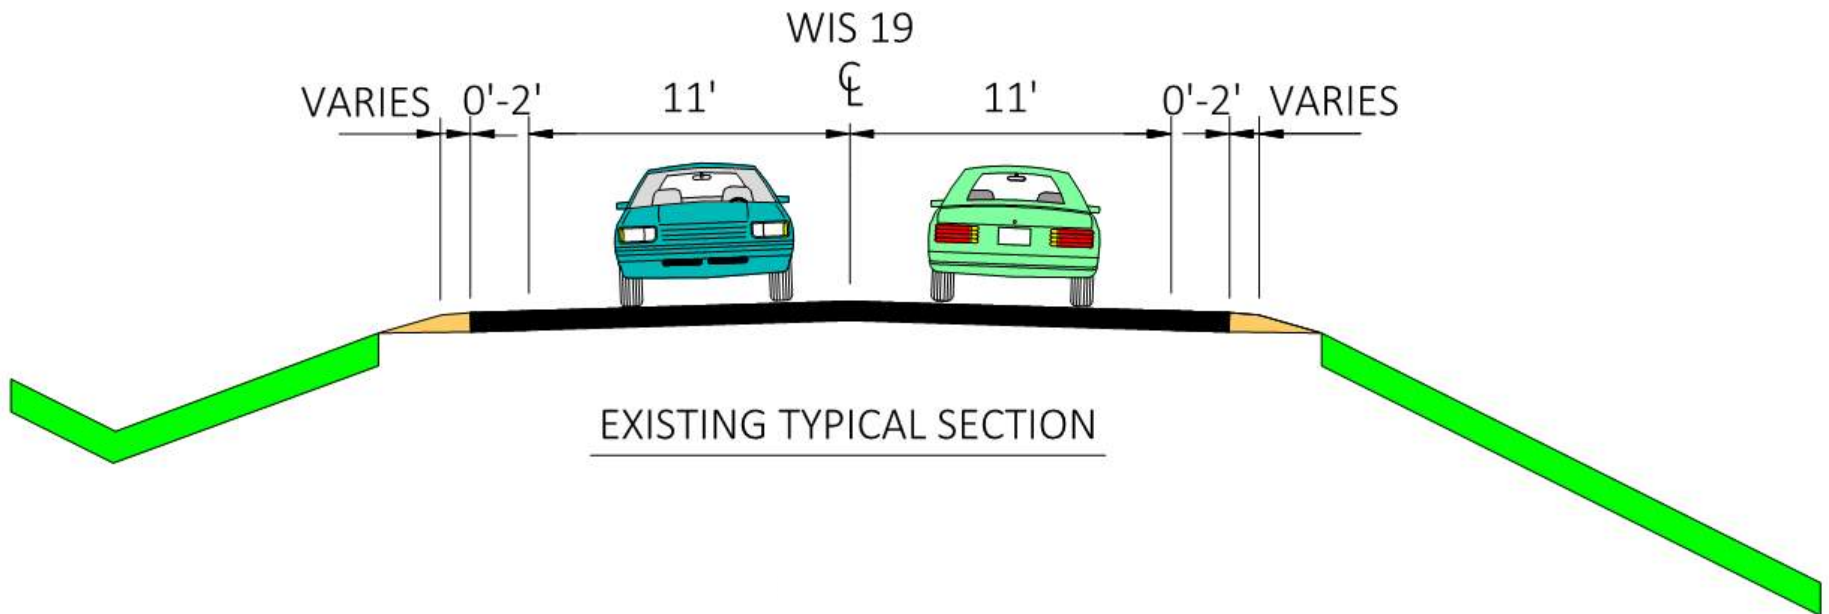 WIS 19
℄
VARIES 0'-2' 11' 11' 0'-2' VARIES
EXISTING TYPICAL SECTION